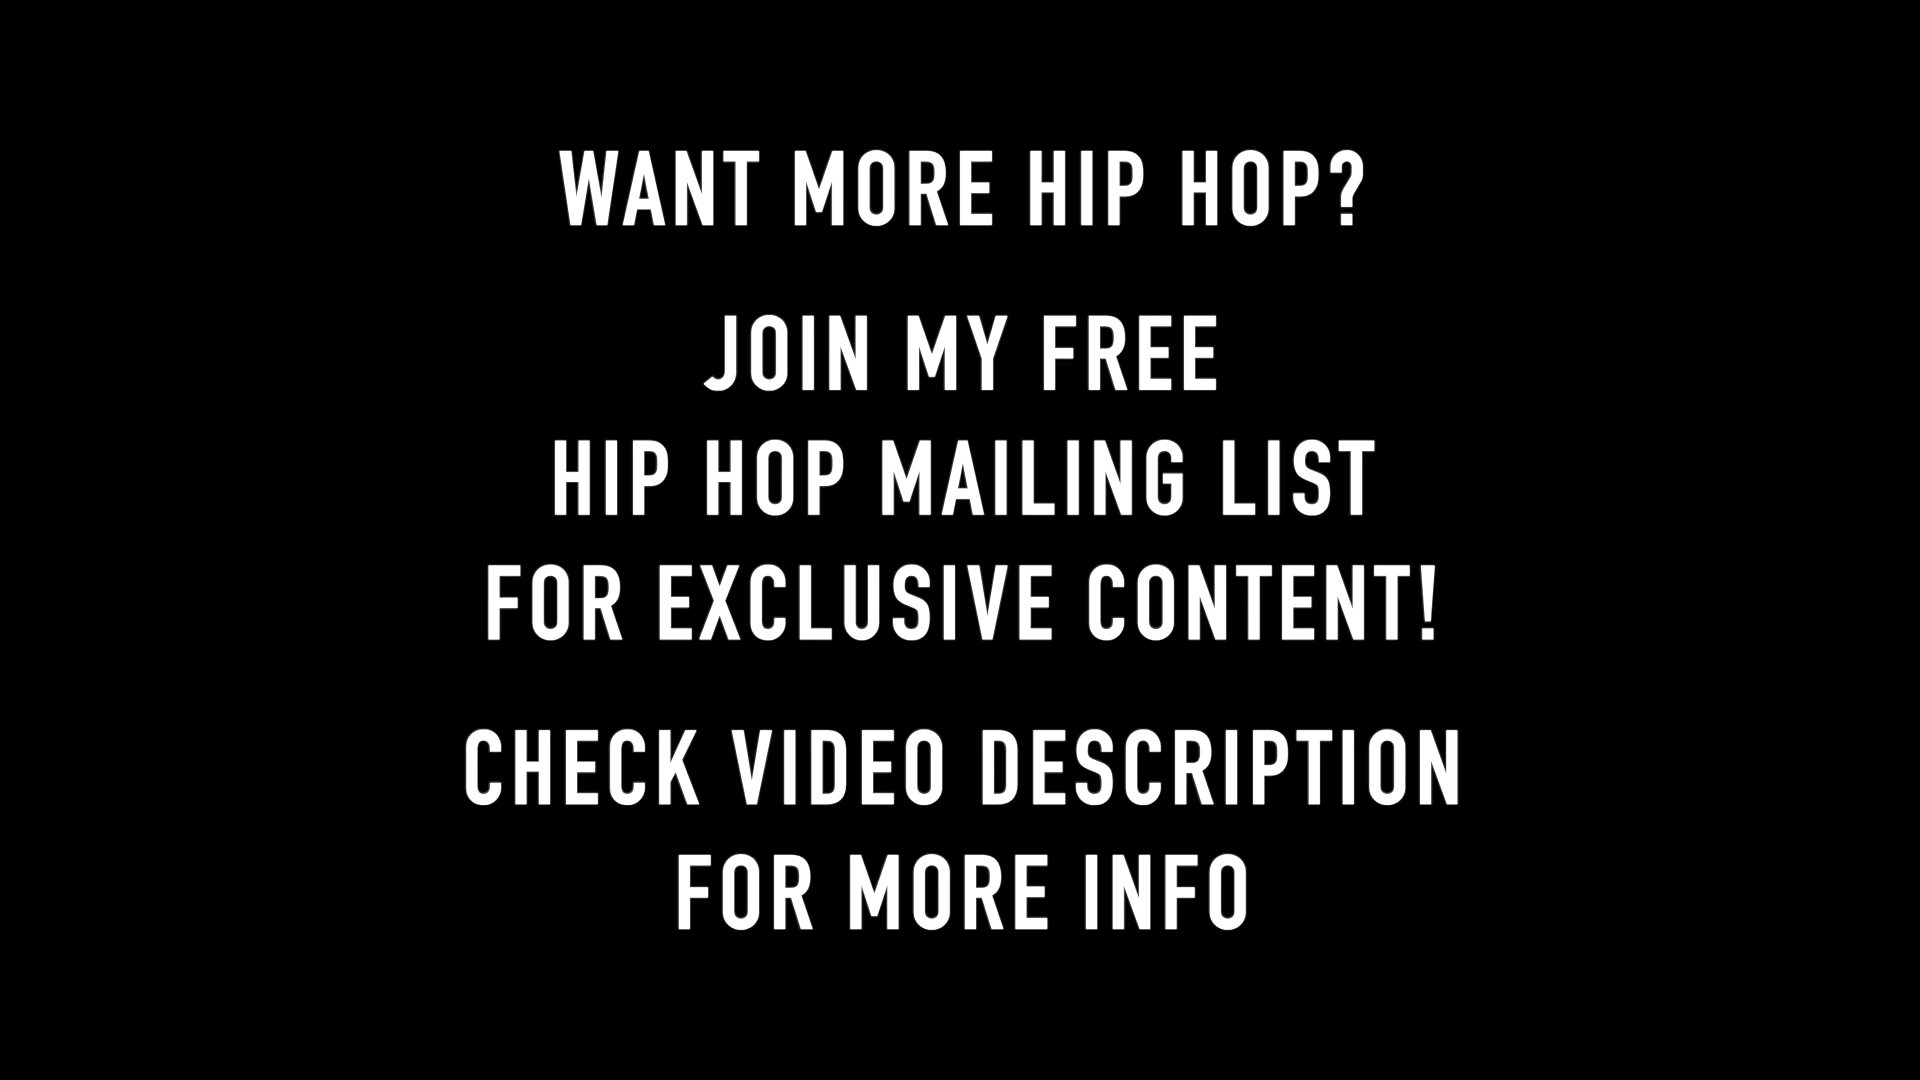 WANT MORE HIP HOP?
JOIN MY FREE
HIP HOP MAILING LIST
FOR EXCLUSIVE CONTENT!
CHECK VIDEO DESCRIPTION
FOR MORE INFO